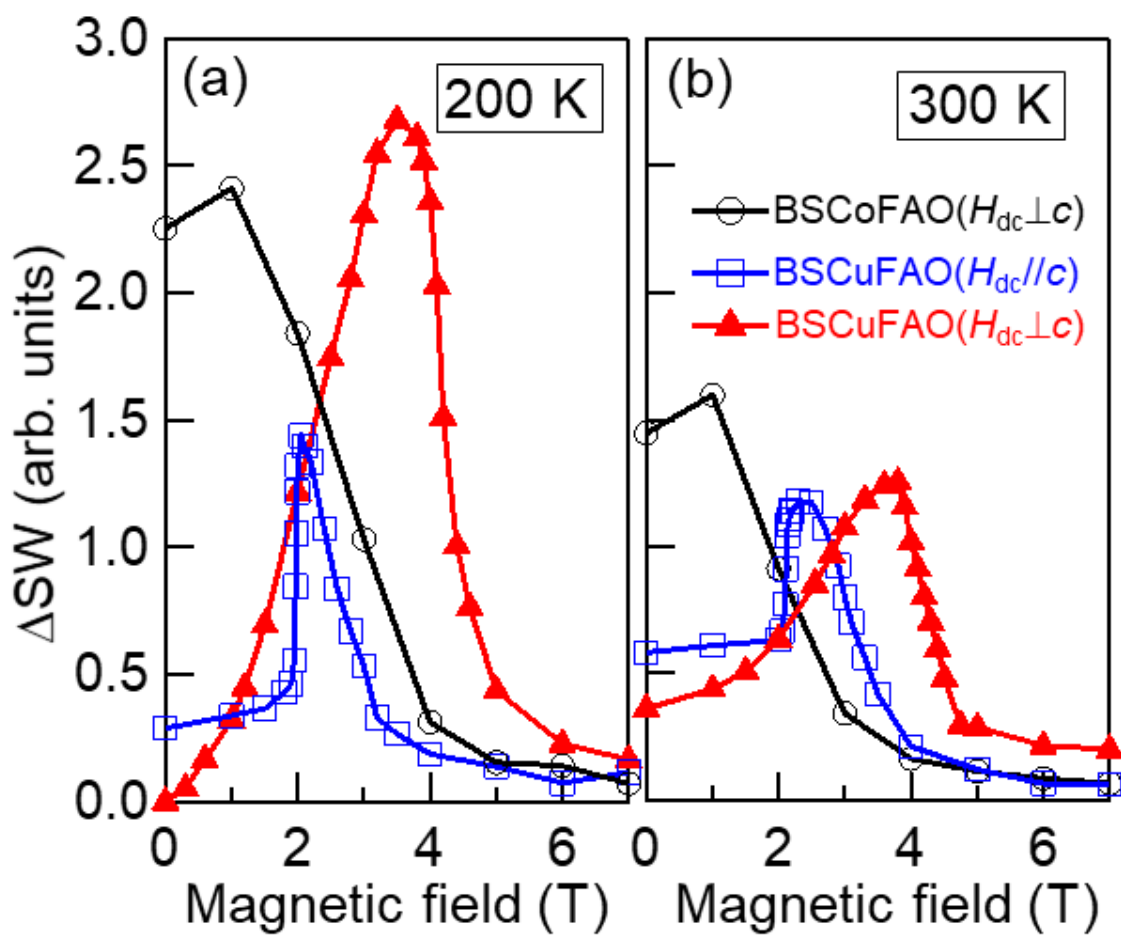 ΔSW (arb. units)
3.0
2.5
2.0
1.5
1.0
0.5
0.0
(a)
200 K
0 2 4 6
Magnetic field (T)
(b)
300 K
BSCoFAO(Hdc⊥c)
BSCuFAO(Hdc//c)
BSCuFAO(Hdc⊥c)
0 2 4 6
Magnetic field (T)